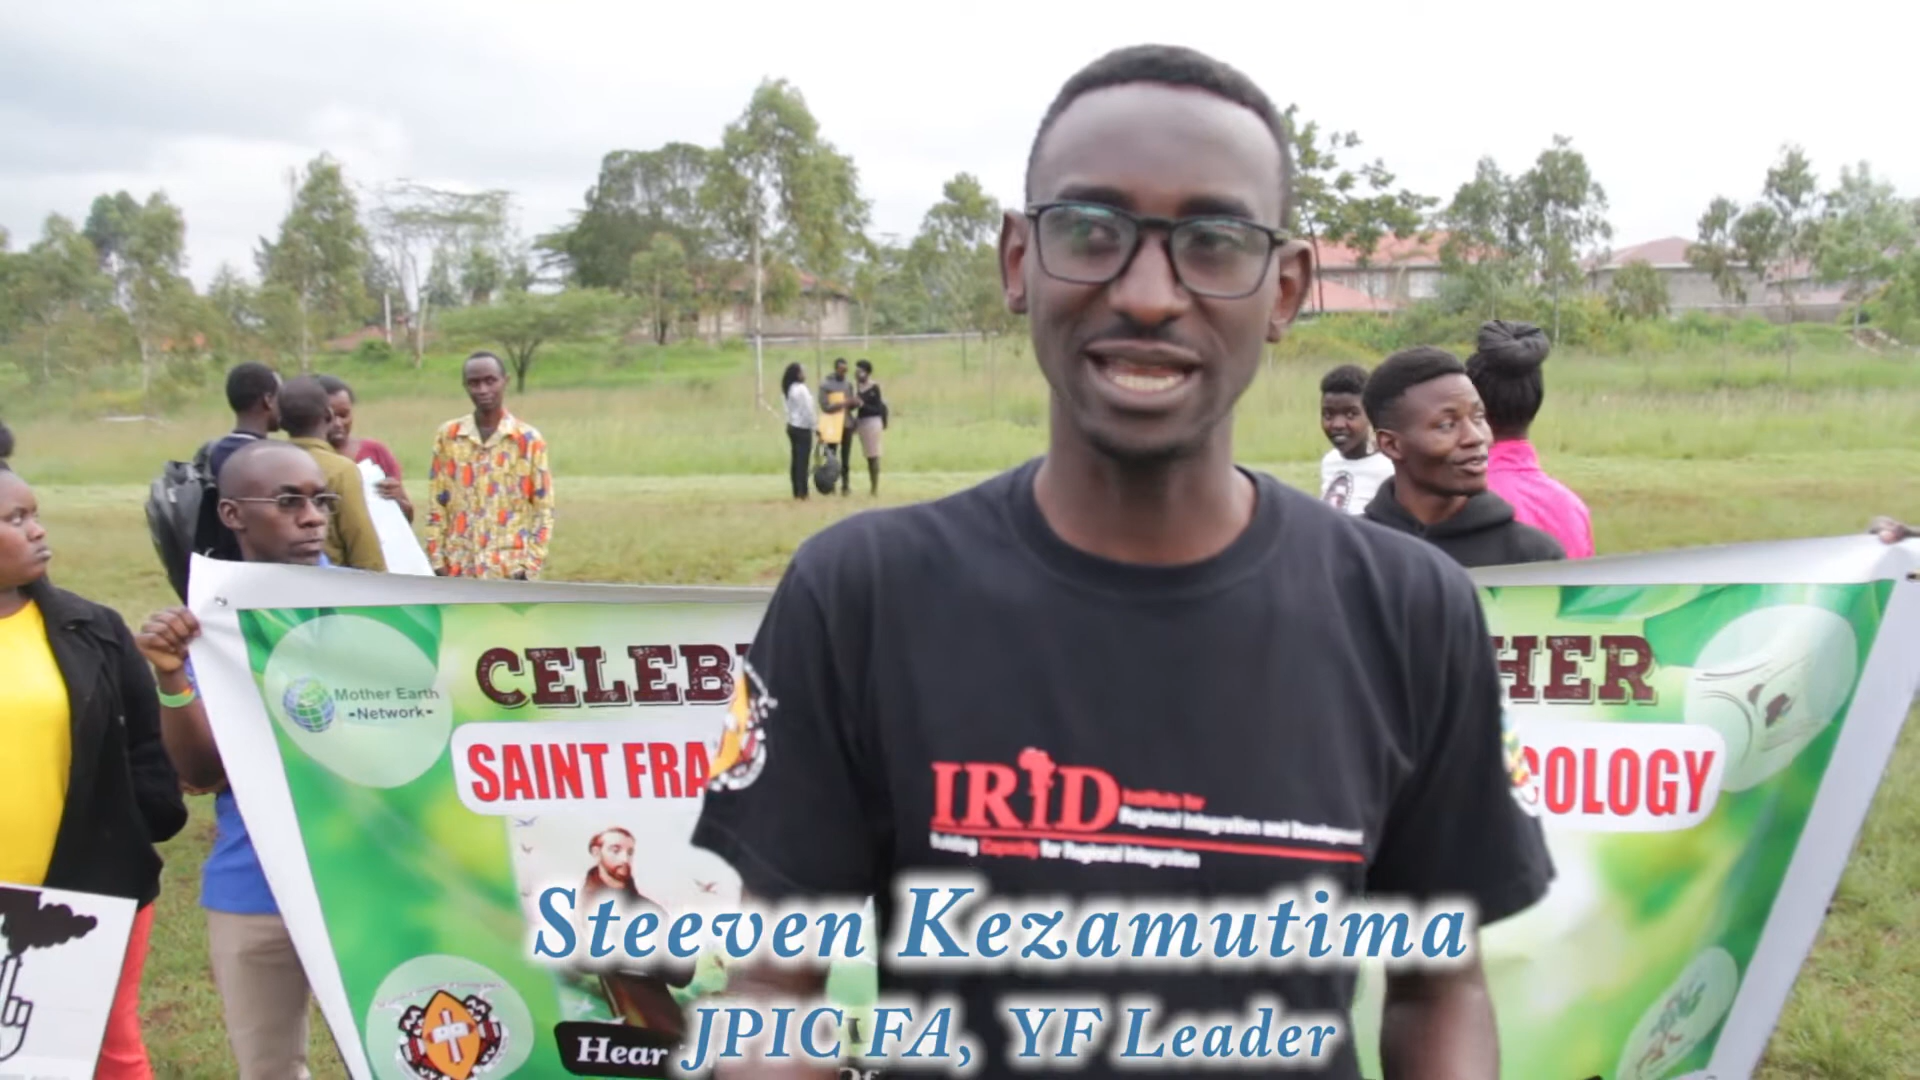 CELEB
HER
Mother Earth
-Network-
SAINT FRA
COLOGY
IRID
Institute for
Regional Integration and Development
Building Capacity for Regional Integration
Steeven Kezamutima
Hear
JPIC FA, YF Leader